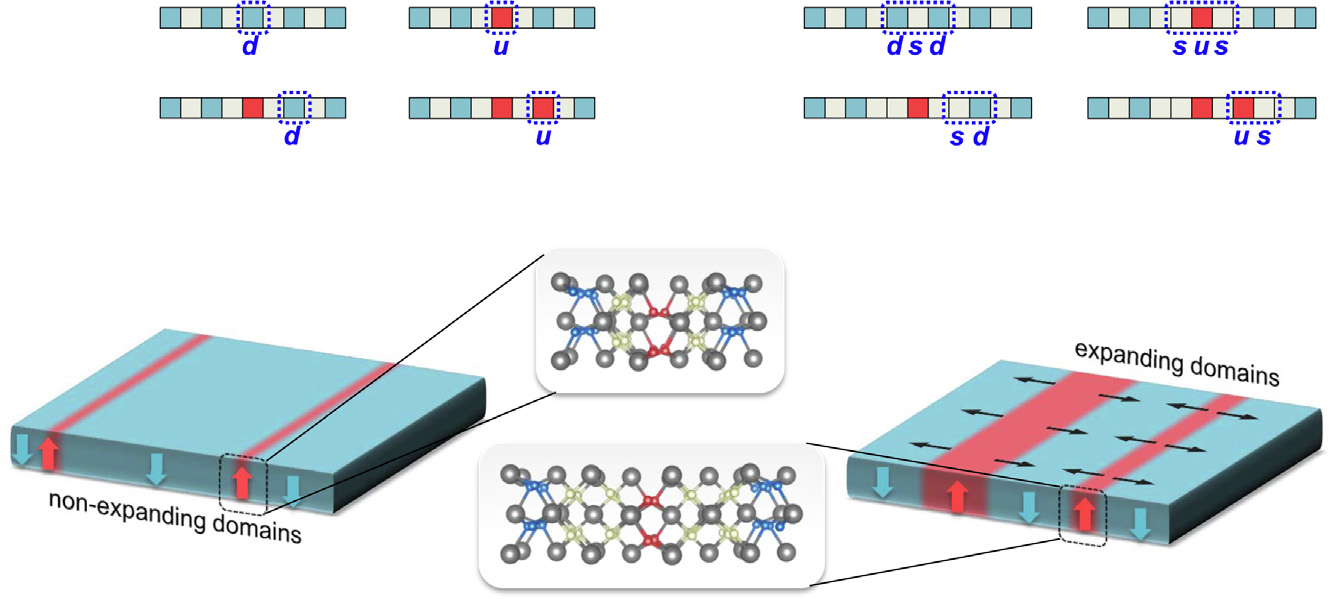 d
u
d s d
s u s
d
u
s d
u s
expanding domains
non-expanding domains